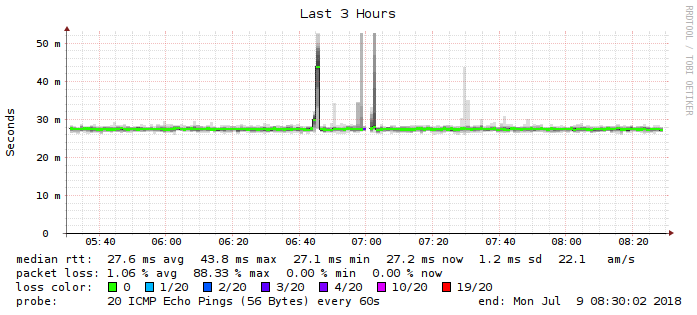 Last 3 Hours
RRDTOOL / TOBI OETIKER
Seconds
50 m
40 m
30 m
20 m
10 m
0
05:40 06:00 06:20 06:40 07:00 07:20 07:40 08:00 08:20
median rtt: 27.6 ms avg 43.8 ms max 27.1 ms min 27.2 ms now 1.2 ms sd 22.1 am/s
packet loss: 1.06 % avg 88.33 % max 0.00 % min 0.00 % now
loss color: 0 1/20 2/20 3/20 4/20 10/20 19/20
probe: 20 ICMP Echo Pings (56 Bytes) every 60s end: Mon Jul 9 08:30:02 2018